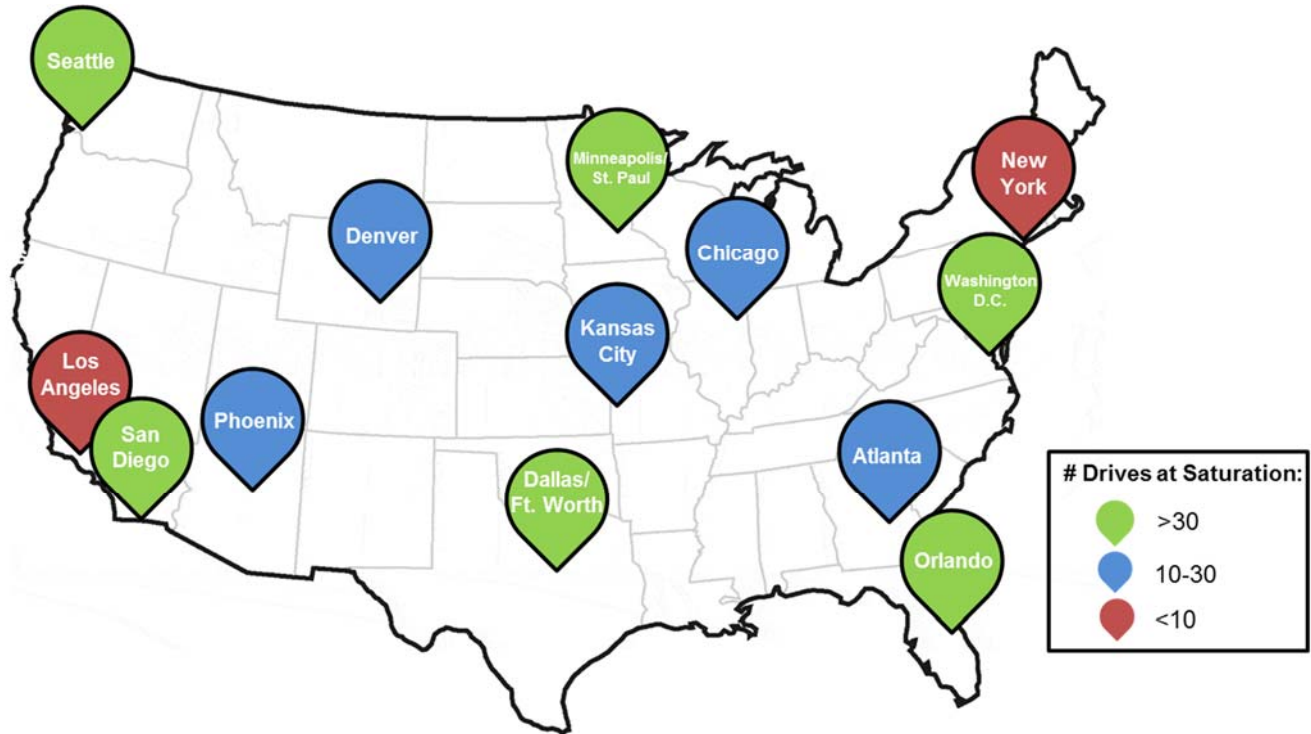 Seattle
Minneapolis/
St. Paul
New
York
Denver
Chicago
Washington
D.C.
Kansas
City
Los
Angeles
Phoenix
San
Diego
Atlanta
Dallas/
Ft. Worth
Orlando
# Drives at Saturation:
>30
10-30
<10